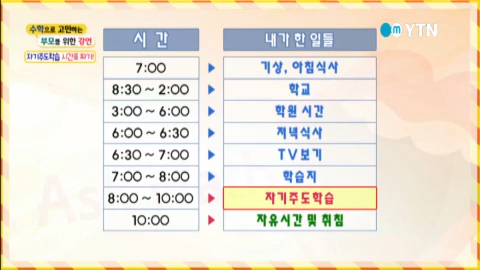 수학으로 고민하는
부모를 위한 강연
자기주도학습 시간표 짜기!
YTN
시 간 내가 한 일들
7:00 ▶ 기상, 아침식사
8:30 ~ 2:00 ▶ 학교
3:00 ~ 6:00 ▶ 학원 시간
6:00 ~ 6:30 ▶ 저녁식사
6:30 ~ 7:00 ▶ TV보기
7:00 ~ 8:00 ▶ 학습지
8:00 ~ 10:00 ▶ 자기주도학습
10:00 ▶ 자유시간 및 취침